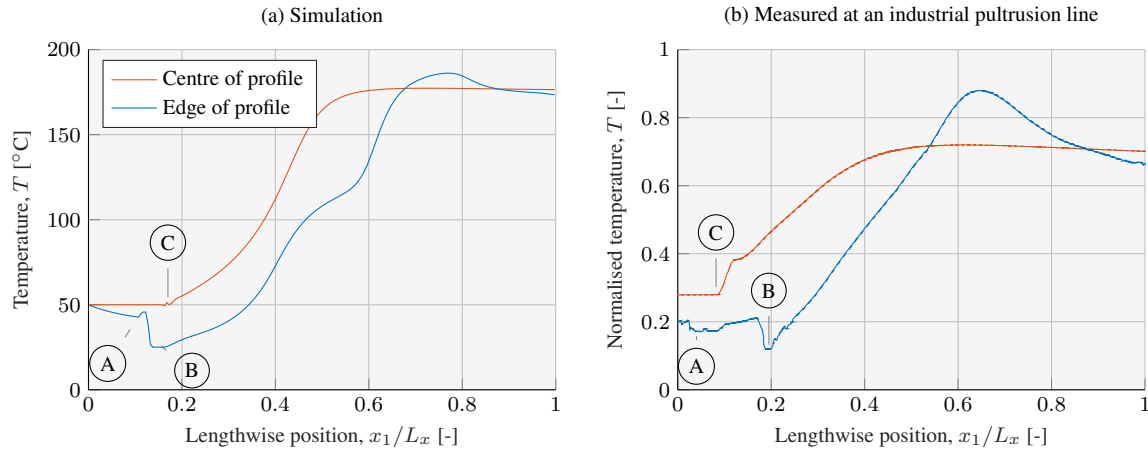 (a) Simulation
200
150
100
50
0
0
0.2
0.4
0.6
0.8
1
Temperature, T [°C]
Lengthwise position, x₁/Lₓ [-]
Centre of profile
Edge of profile
A
B
C
(b) Measured at an industrial pultrusion line
1
0.8
0.6
0.4
0.2
0
0
0.2
0.4
0.6
0.8
1
Normalised temperature, T [-]
Lengthwise position, x₁/Lₓ [-]
C
B
A